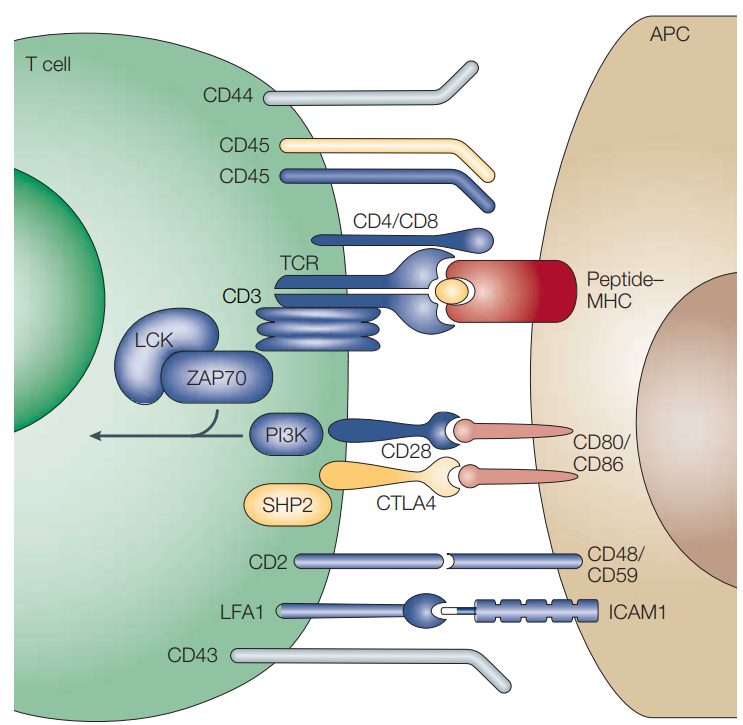 T cell
APC
CD44
CD45
CD45
CD4/CD8
TCR
CD3
Peptide–
MHC
LCK
ZAP70
PI3K
CD28
CD80/
CD86
SHP2
CTLA4
CD2
CD48/
CD59
LFA1
ICAM1
CD43